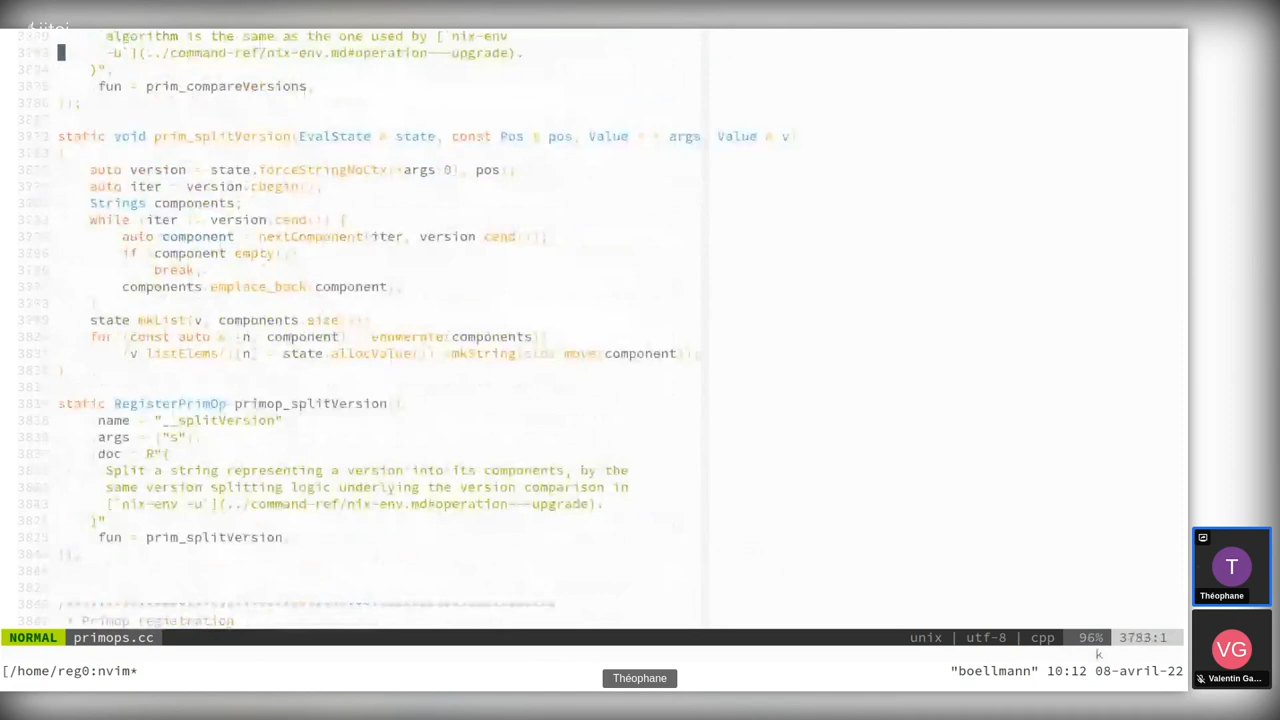 algorithm is the same as the one used by [`nix-env
-u`](../command-ref/nix-env.md#operation---upgrade).
)",
fun = prim_compareVersions,
});
static void prim_splitVersion(EvalState & state, const Pos & pos, Value * * args, Value & v)
{
auto version = state.forceStringNoCtx(*args[0], pos);
auto iter = version.cbegin();
Strings components;
while (iter != version.cend()) {
auto component = nextComponent(iter, version.cend());
if (component.empty())
break;
components.emplace_back(component);
}
state.mkList(v, components.size());
for (const auto & [n, component] : enumerate(components))
(v.listElems()[n] = state.allocValue())->mkString(std::move(component));
}
static RegisterPrimOp primop_splitVersion({
.name = "__splitVersion",
.args = {"s"},
.doc = R"(
Split a string representing a version into its components, by the
same version splitting logic underlying the version comparison in
[`nix-env -u`](../command-ref/nix-env.md#operation---upgrade).
)",
.fun = prim_splitVersion,
});
* Primop registration
NORMAL primops.cc unix | utf-8 | cpp 96% 3783:1
k
[/home/reg0:nvim* "boellmann" 10:12 08-avril-22
Théophane
T
Théophane
VG
Valentin Ga...